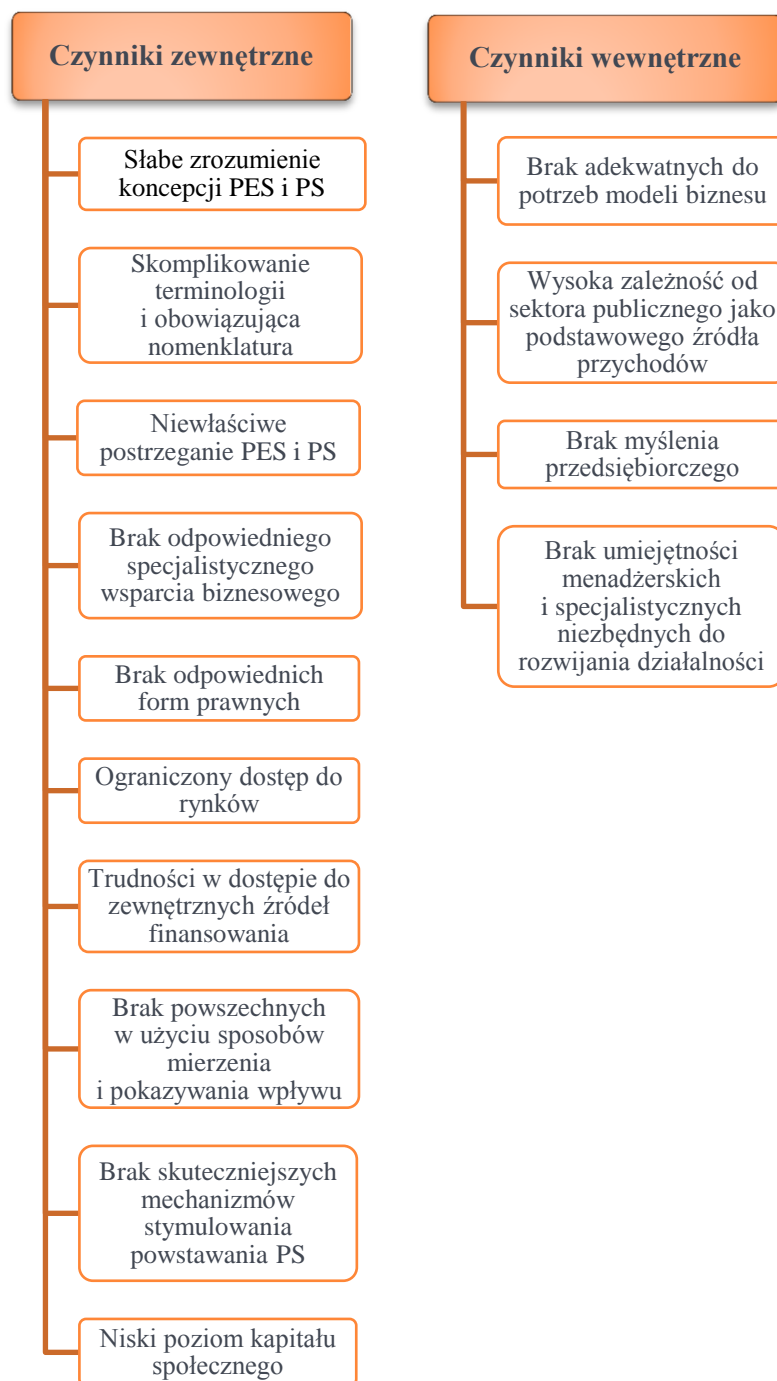 Czynniki zewnętrzne
Słabe zrozumienie
koncepcji PES i PS
Skomplikowanie
terminologii
i obowiązująca
nomenklatura
Niewłaściwe
postrzeganie PES i PS
Brak odpowiedniego
specjalistycznego
wsparcia biznesowego
Brak odpowiednich
form prawnych
Ograniczony dostęp do
rynków
Trudności w dostępie do
zewnętrznych źródeł
finansowania
Brak powszechnych
w użyciu sposobów
mierzenia
i pokazywania wpływu
Brak skuteczniejszych
mechanizmów
stymulowania
powstawania PS
Niski poziom kapitału
społecznego
Czynniki wewnętrzne
Brak adekwatnych do
potrzeb modeli biznesu
Wysoka zależność od
sektora publicznego jako
podstawowego źródła
przychodów
Brak myślenia
przedsiębiorczego
Brak umiejętności
menadżerskich
i specjalistycznych
niezbędnych do
rozwijania działalności